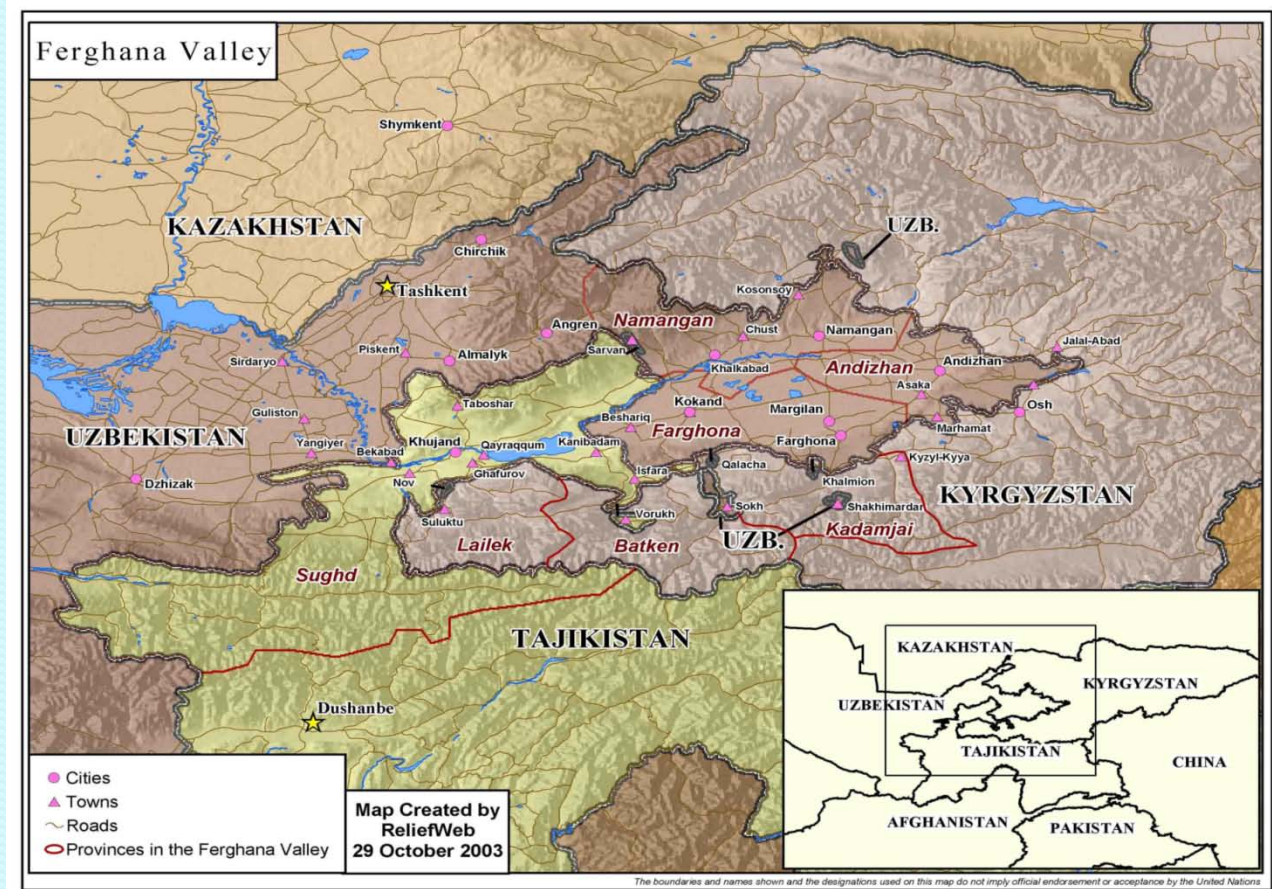 Ferghana Valley
Shymkent
KAZAKHSTAN
UZB.
Chirchik
Tashkent
Kosonsoy
Namangan
Angren
Chust
Namangan
Sarvan
Jalal-Abad
Piskent
Almalyk
Khalkabad
Andizhan
Andizhan
Sirdaryo
Asaka
Taboshar
Kokand
Margilan
Osh
Guliston
Beshariq
Farghona
Marhamat
UZBEKISTAN
Yangiyer
Khujand
Qayraqqum
Kanibadam
Farghona
Bekabad
Ghafurov
Qalacha
Kyzyl-Kyya
Dzhizak
Nov
Isfara
Khalmion
KYRGYZSTAN
Suluktu
Vorukh
Sokh
Shakhimardan
Lailek
Batken
UZB.
Kadamjai
Sughd
TAJIKISTAN
Dushanbe
Cities
Towns
Roads
Provinces in the Ferghana Valley
Map Created by
ReliefWeb
29 October 2003
KAZAKHSTAN
KYRGYZSTAN
UZBEKISTAN
TAJIKISTAN
CHINA
AFGHANISTAN
PAKISTAN
The boundaries and names shown and the designations used on this map do not imply official endorsement or acceptance by the United Nations